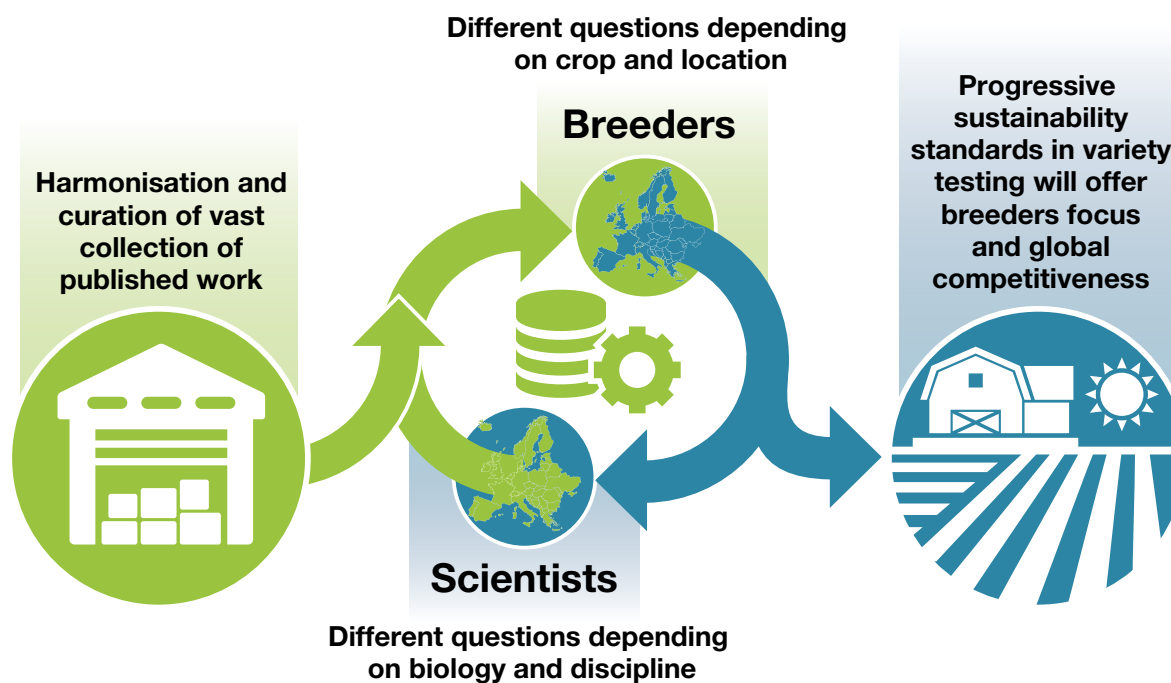 Harmonisation and
curation of vast
collection of
published work
Different questions depending
on crop and location
Breeders
Scientists
Different questions depending
on biology and discipline
Progressive
sustainability
standards in variety
testing will offer
breeders focus
and global
competitiveness